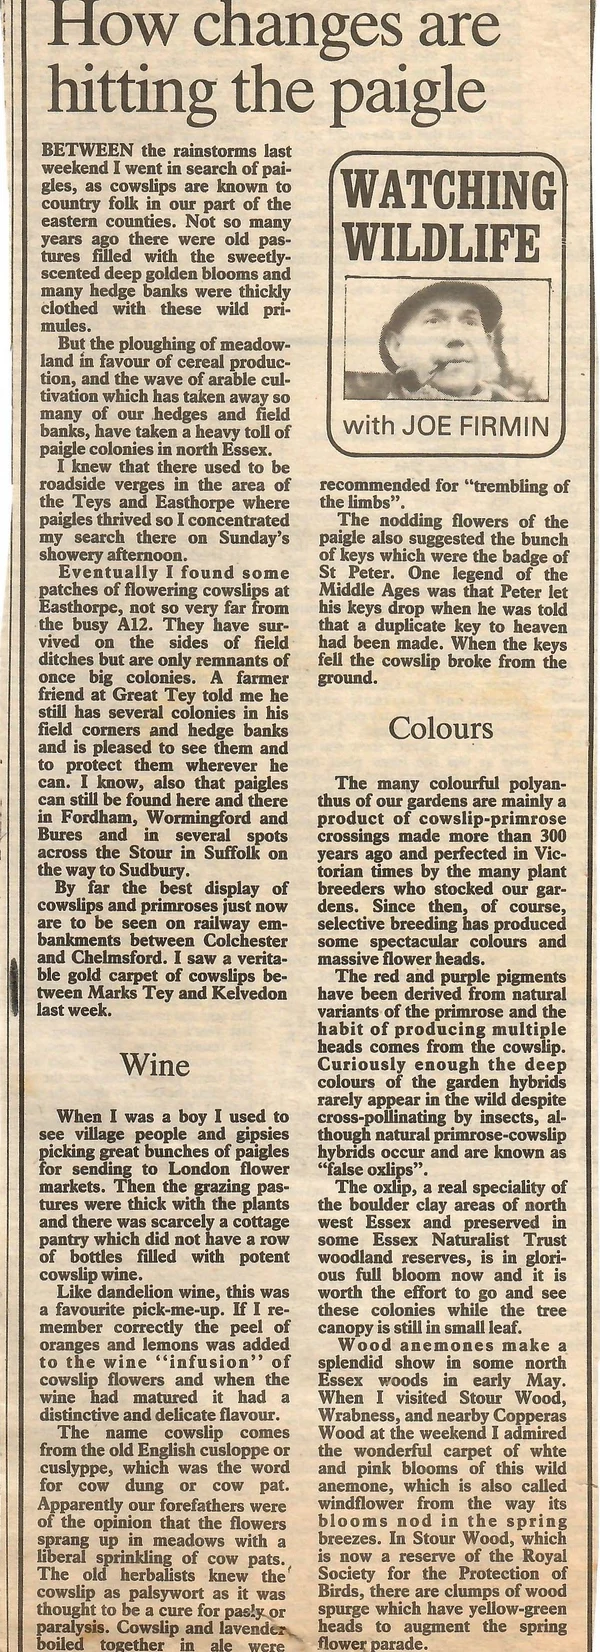 How changes are
hitting the paigle
BETWEEN the rainstorms last
weekend I went in search of pai-
gles, as cowslips are known to
country folk in our part of the
eastern counties. Not so many
years ago there were old pas-
tures filled with the sweetly-
scented deep golden blooms and
many hedge banks were thickly
clothed with these wild pri-
mules.
But the ploughing of meadow-
land in favour of cereal produc-
tion, and the wave of arable cul-
tivation which has taken away so
many of our hedges and field
banks, have taken a heavy toll of
paigle colonies in north Essex.
I knew that there used to be
roadside verges in the area of
the Teys and Easthorpe where
paigles thrived so I concentrated
my search there on Sunday's
showery afternoon.
Eventually I found some
patches of flowering cowslips at
Easthorpe, not so very far from
the busy A12. They have sur-
vived on the sides of field
ditches but are only remnants of
once big colonies. A farmer
friend at Great Tey told me he
still has several colonies in his
field corners and hedge banks
and is pleased to see them and
to protect them wherever he
can. I know, also that paigles
can still be found here and there
in Fordham, Wormingford and
Bures and in several spots
across the Stour in Suffolk on
the way to Sudbury.
By far the best display of
cowslips and primroses just now
are to be seen on railway em-
bankments between Colchester
and Chelmsford. I saw a verita-
ble gold carpet of cowslips be-
tween Marks Tey and Kelvedon
last week.
Wine
When I was a boy I used to
see village people and gipsies
picking great bunches of paigles
for sending to London flower
markets. Then the grazing pas-
tures were thick with the plants
and there was scarcely a cottage
pantry which did not have a row
of bottles filled with potent
cowslip wine.
Like dandelion wine, this was
a favourite pick-me-up. If I re-
member correctly the peel of
oranges and lemons was added
to the wine "infusion" of
cowslip flowers and when the
wine had matured it had a
distinctive and delicate flavour.
The name cowslip comes
from the old English cusloppe or
cuslyppe, which was the word
for cow dung or cow pat.
Apparently our forefathers were
of the opinion that the flowers
sprang up in meadows with a
liberal sprinkling of cow pats.
The old herbalists knew the
cowslip as palsywort as it was
thought to be a cure for pasly or
paralysis. Cowslip and lavender
boiled together in ale were
WATCHING
WILDLIFE
with JOE FIRMIN
recommended for "trembling of
the limbs".
The nodding flowers of the
paigle also suggested the bunch
of keys which were the badge of
St Peter. One legend of the
Middle Ages was that Peter let
his keys drop when he was told
that a duplicate key to heaven
had been made. When the keys
fell the cowslip broke from the
ground.
Colours
The many colourful polyan-
thus of our gardens are mainly a
product of cowslip-primrose
crossings made more than 300
years ago and perfected in Vic-
torian times by the many plant
breeders who stocked our gar-
dens. Since then, of course,
selective breeding has produced
some spectacular colours and
massive flower heads.
The red and purple pigments
have been derived from natural
variants of the primrose and the
habit of producing multiple
heads comes from the cowslip.
Curiously enough the deep
colours of the garden hybrids
rarely appear in the wild despite
cross-pollinating by insects, al-
though natural primrose-cowslip
hybrids occur and are known as
"false oxlips".
The oxlip, a real speciality of
the boulder clay areas of north
west Essex and preserved in
some Essex Naturalist Trust
woodland reserves, is in glori-
ous full bloom now and it is
worth the effort to go and see
these colonies while the tree
canopy is still in small leaf.
Wood anemones make a
splendid show in some north
Essex woods in early May.
When I visited Stour Wood,
Wrabness, and nearby Copperas
Wood at the weekend I admired
the wonderful carpet of whte
and pink blooms of this wild
anemone, which is also called
windflower from the way its
blooms nod in the spring
breezes. In Stour Wood, which
is now a reserve of the Royal
Society for the Protection of
Birds, there are clumps of wood
spurge which have yellow-green
heads to augment the spring
flower parade.